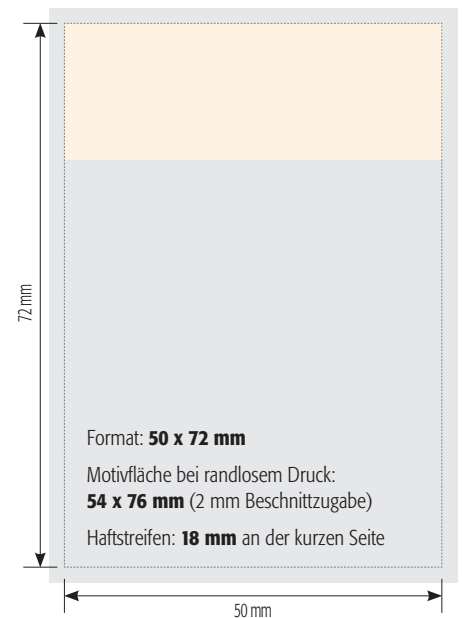 72 mm
Format: 50 x 72 mm
Motivfläche bei randlosem Druck:
54 x 76 mm (2 mm Beschnittzugabe)
Haftstreifen: 18 mm an der kurzen Seite
50 mm